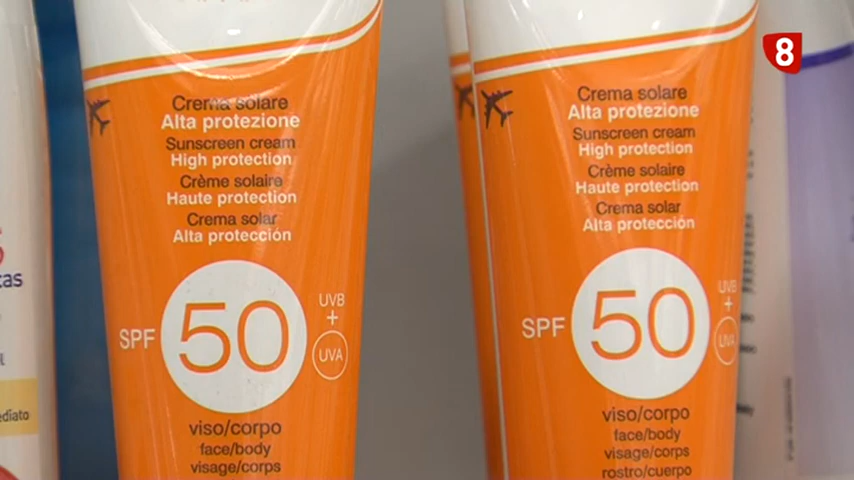 8
Crema solare
Alta protezione
Sunscreen cream
High protection
Crème solaire
Haute protection
Crema solar
Alta protección
SPF 50
UVB
+
UVA
viso/corpo
face/body
visage/corps
Crema solare
Alta protezione
Sunscreen cream
High protection
Crème solaire
Haute protection
Crema solar
Alta protección
SPF 50
UVB
+
UVA
viso/corpo
face/body
visage/corps
rostro/cuerpo